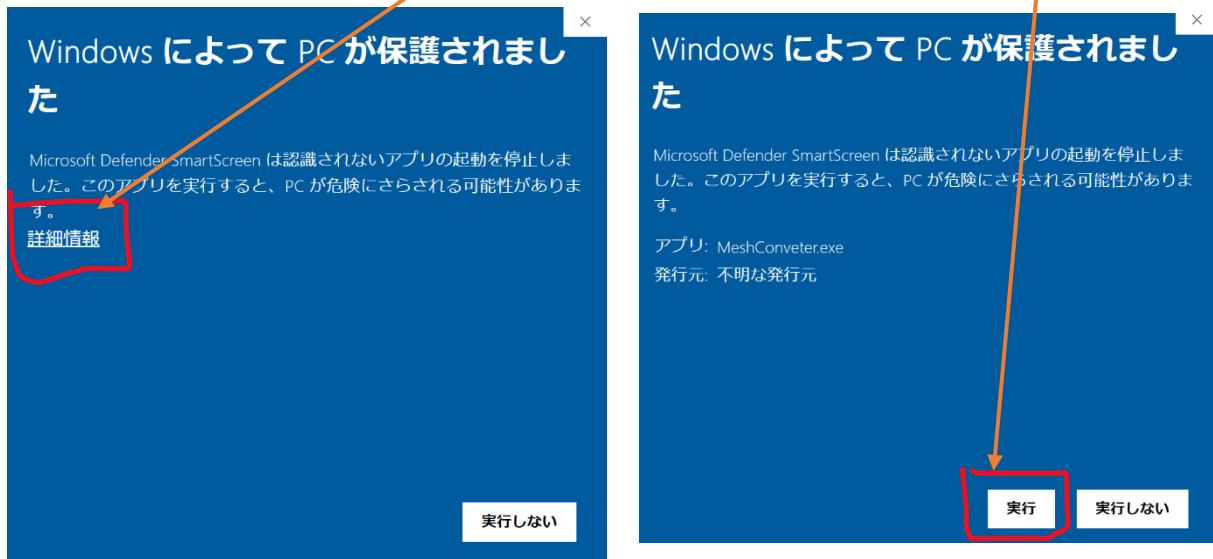 Windows によって PC が保護されまし
た
Microsoft Defender SmartScreen は認識されないアプリの起動を停止しま
した。このアプリを実行すると、PC が危険にさらされる可能性がありま
す。
詳細情報
実行しない
Windows によって PC が保護されまし
た
Microsoft Defender SmartScreen は認識されないアプリの起動を停止しま
した。このアプリを実行すると、PC が危険にさらされる可能性がありま
す。
アプリ: MeshConveter.exe
発行元: 不明な発行元
実行 実行しない